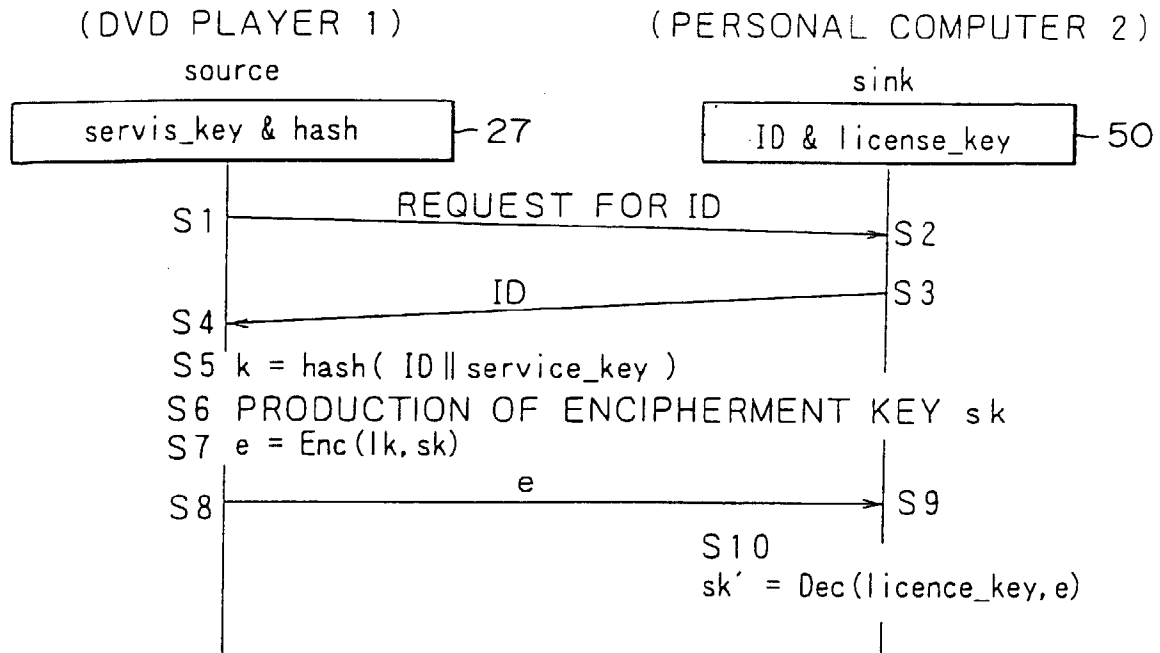 (DVD PLAYER 1)
(PERSONAL COMPUTER 2)
source
sink
servis_key & hash
27
ID & license_key
50
S1
REQUEST FOR ID
S2
ID
S3
S4
S5 k = hash( ID || service_key )
S6 PRODUCTION OF ENCIPHERMENT KEY sk
S7 e = Enc(lk, sk)
S8
e
S9
S10
sk′ = Dec(licence_key, e)